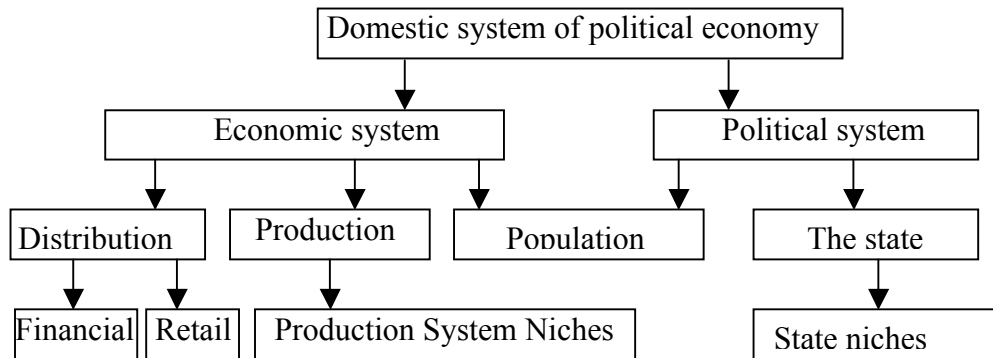 Domestic system of political economy
Economic system
Political system
Distribution
Production
Population
The state
Financial
Retail
Production System Niches
State niches